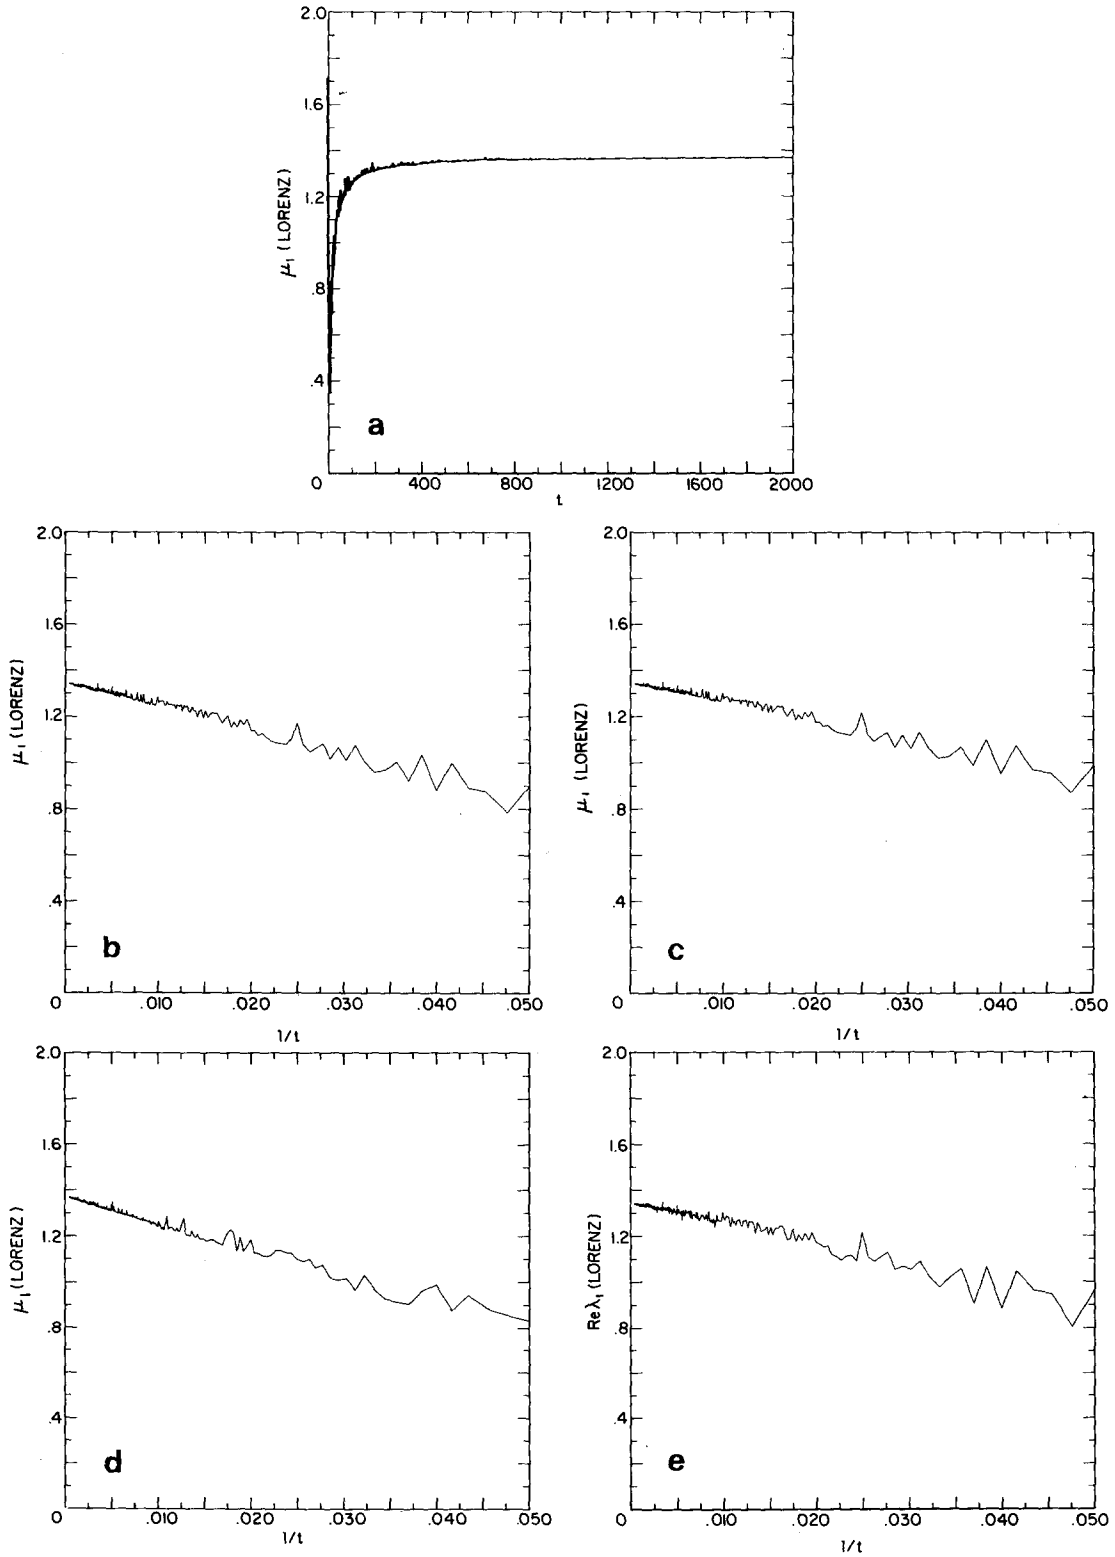 2.0
1.6
1.2
.8
.4
μ₁ (LORENZ)
a
0 400 800 1200 1600 2000
t
2.0
1.6
1.2
.8
.4
μ₁ (LORENZ)
b
0 .010 .020 .030 .040 .050
1/t
2.0
1.6
1.2
.8
.4
μ₁ (LORENZ)
c
0 .010 .020 .030 .040 .050
1/t
2.0
1.6
1.2
.8
.4
μ₁ (LORENZ)
d
0 .010 .020 .030 .040 .050
1/t
2.0
1.6
1.2
.8
.4
Reλ₁ (LORENZ)
e
0 .010 .020 .030 .040 .050
1/t